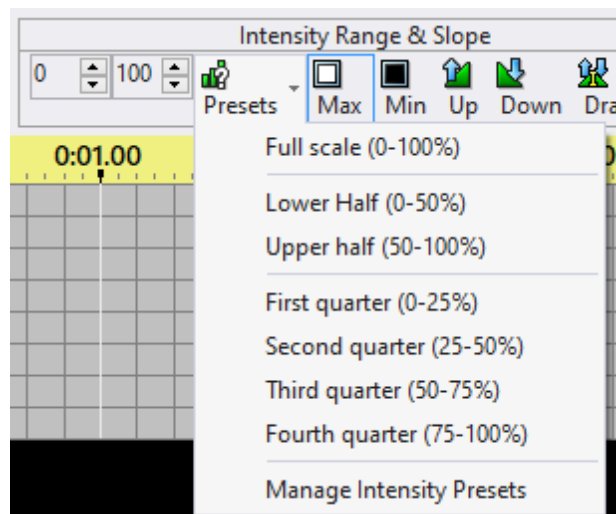 Intensity Range & Slope
0 100
Presets Max Min Up Down
0:01.00
Full scale (0-100%)
Lower Half (0-50%)
Upper half (50-100%)
First quarter (0-25%)
Second quarter (25-50%)
Third quarter (50-75%)
Fourth quarter (75-100%)
Manage Intensity Presets